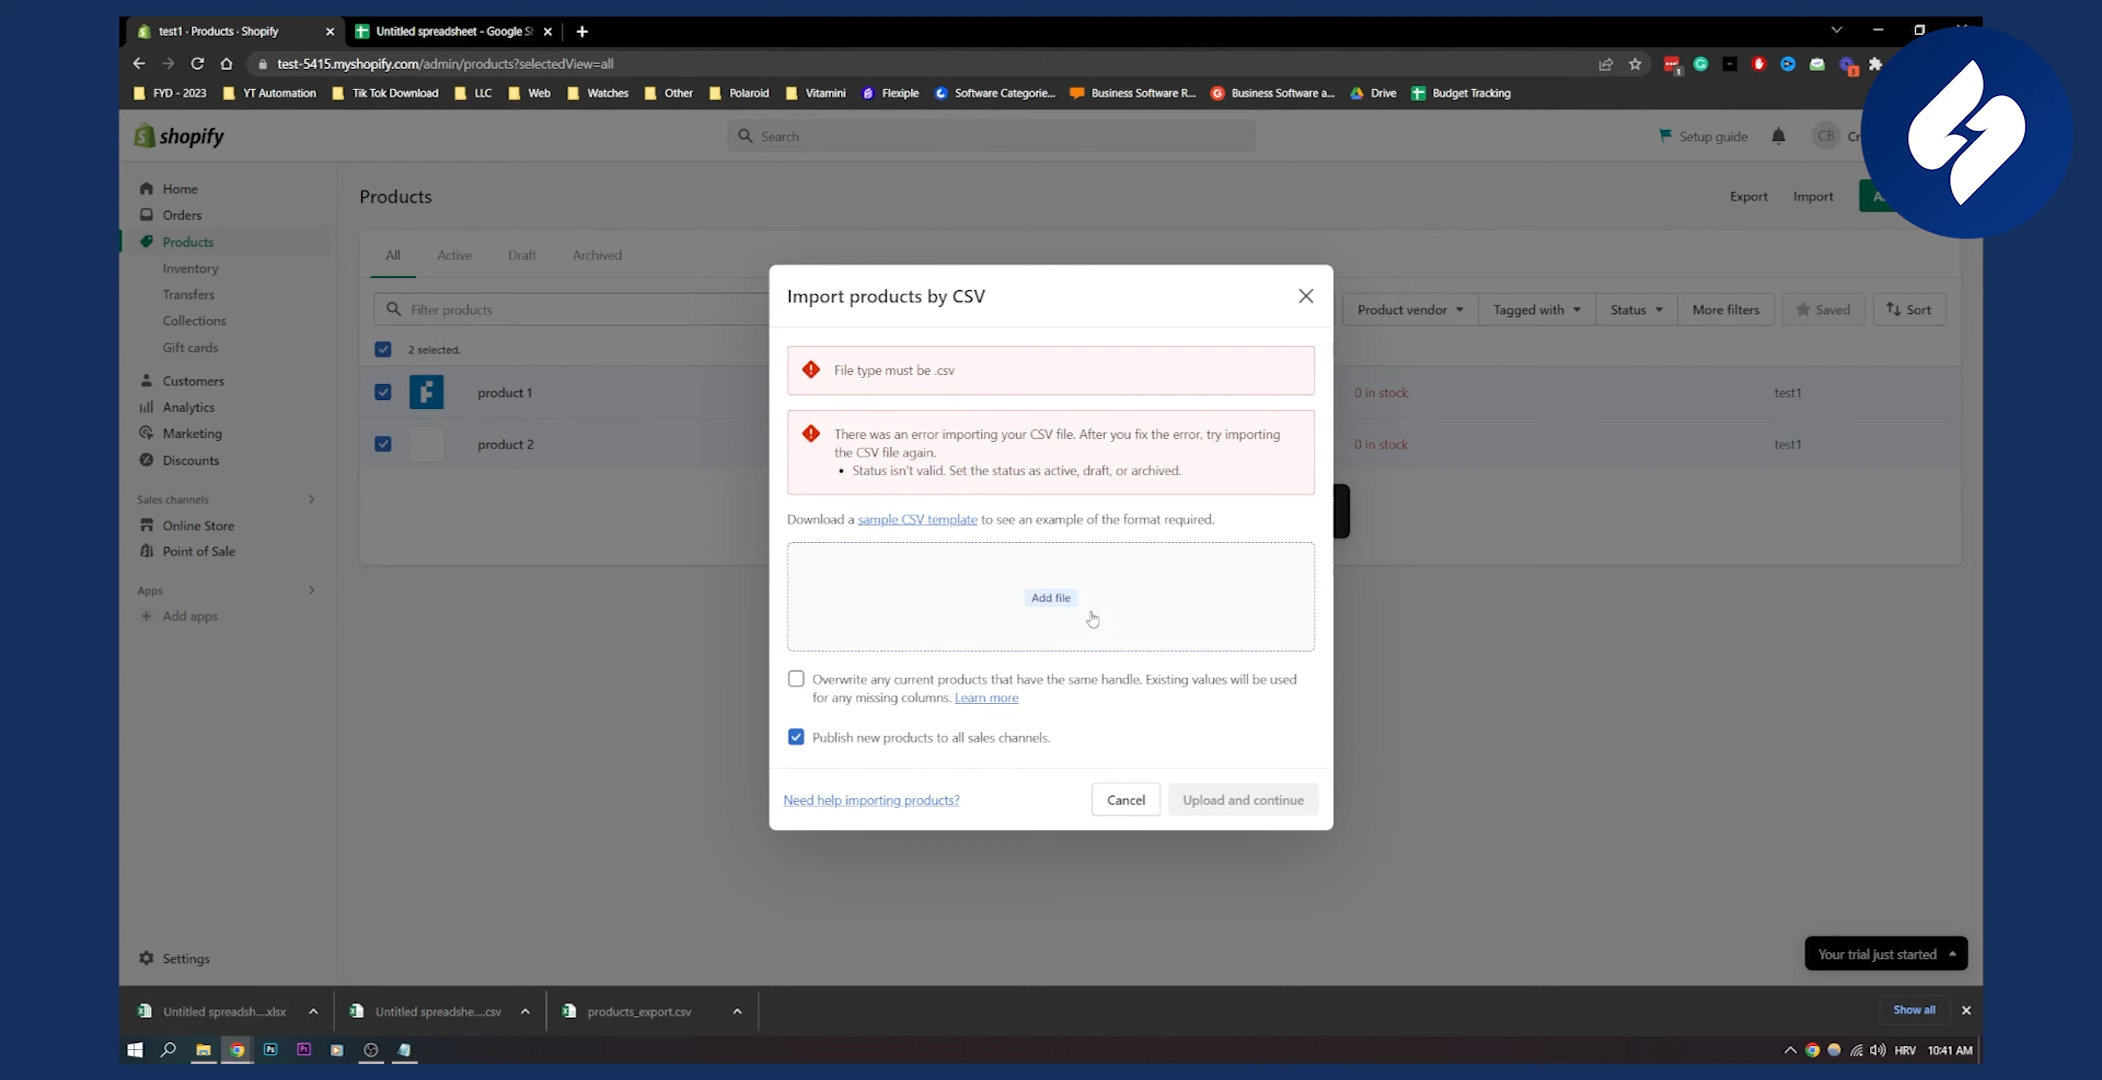 test1 · Products · Shopify
Untitled spreadsheet - Google S
test-5415.myshopify.com/admin/products?selectedView=all
FYD - 2023
YT Automation
Tik Tok Download
LLC
Web
Watches
Other
Polaroid
Vitamini
Flexiple
Software Categorie...
Business Software R...
Business Software a...
Drive
Budget Tracking
shopify
Search
Setup guide
CB
Cr
Home
Orders
Products
Inventory
Transfers
Collections
Gift cards
Customers
Analytics
Marketing
Discounts
Sales channels
Online Store
Point of Sale
Apps
Add apps
Settings
Products
Export
Import
All
Active
Draft
Archived
Filter products
Product vendor
Tagged with
Status
More filters
Saved
Sort
2 selected.
product 1
0 in stock
test1
product 2
0 in stock
test1
Import products by CSV
File type must be .csv
There was an error importing your CSV file. After you fix the error, try importing
the CSV file again.
• Status isn't valid. Set the status as active, draft, or archived.
Download a sample CSV template to see an example of the format required.
Add file
Overwrite any current products that have the same handle. Existing values will be used
for any missing columns. Learn more
Publish new products to all sales channels.
Need help importing products?
Cancel
Upload and continue
Your trial just started
Untitled spreadsh....xlsx
Untitled spreadshe....csv
products_export.csv
Show all
Ps
Pr
HRV
10:41 AM